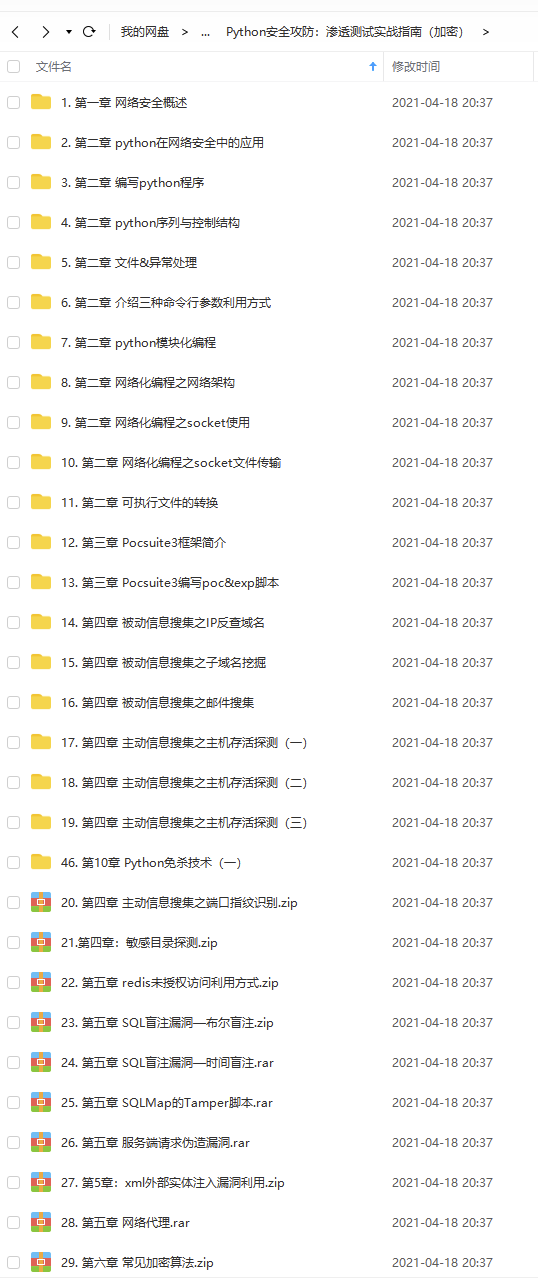 我的网盘 > ... Python安全攻防：渗透测试实战指南（加密） >
文件名 修改时间
1. 第一章 网络安全概述 2021-04-18 20:37
2. 第二章 python在网络安全中的应用 2021-04-18 20:37
3. 第二章 编写python程序 2021-04-18 20:37
4. 第二章 python序列与控制结构 2021-04-18 20:37
5. 第二章 文件&异常处理 2021-04-18 20:37
6. 第二章 介绍三种命令行参数利用方式 2021-04-18 20:37
7. 第二章 python模块化编程 2021-04-18 20:37
8. 第二章 网络化编程之网络架构 2021-04-18 20:37
9. 第二章 网络化编程之socket使用 2021-04-18 20:37
10. 第二章 网络化编程之socket文件传输 2021-04-18 20:37
11. 第二章 可执行文件的转换 2021-04-18 20:37
12. 第三章 Pocsuite3框架简介 2021-04-18 20:37
13. 第三章 Pocsuite3编写poc&exp脚本 2021-04-18 20:37
14. 第四章 被动信息搜集之IP反查域名 2021-04-18 20:37
15. 第四章 被动信息搜集之子域名挖掘 2021-04-18 20:37
16. 第四章 被动信息搜集之邮件搜集 2021-04-18 20:37
17. 第四章 主动信息搜集之主机存活探测（一） 2021-04-18 20:37
18. 第四章 主动信息搜集之主机存活探测（二） 2021-04-18 20:37
19. 第四章 主动信息搜集之主机存活探测（三） 2021-04-18 20:37
46. 第10章 Python免杀技术（一） 2021-04-18 20:37
20. 第四章 主动信息搜集之端口指纹识别.zip 2021-04-18 20:37
21.第四章：敏感目录探测.zip 2021-04-18 20:37
22. 第五章 redis未授权访问利用方式.zip 2021-04-18 20:37
23. 第五章 SQL盲注漏洞—布尔盲注.zip 2021-04-18 20:37
24. 第五章 SQL盲注漏洞—时间盲注.rar 2021-04-18 20:37
25. 第五章 SQLMap的Tamper脚本.rar 2021-04-18 20:37
26. 第五章 服务端请求伪造漏洞.rar 2021-04-18 20:37
27. 第5章：xml外部实体注入漏洞利用.zip 2021-04-18 20:37
28. 第五章 网络代理.rar 2021-04-18 20:37
29. 第六章 常见加密算法.zip 2021-04-18 20:37